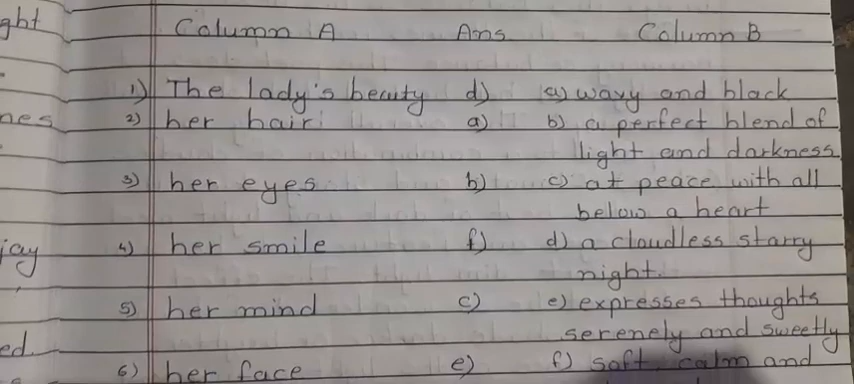 ght
Column A Ans Column B
1) The lady's beauty d) a) wavy and black
nes 2) her hair a) b) a perfect blend of
light and darkness
3) her eyes b) c) at peace with all
below a heart
jay 4) her smile f) d) a cloudless starry
night.
5) her mind c) e) expresses thoughts
serenely and sweetly
ed. 6) her face e) f) soft, calm and